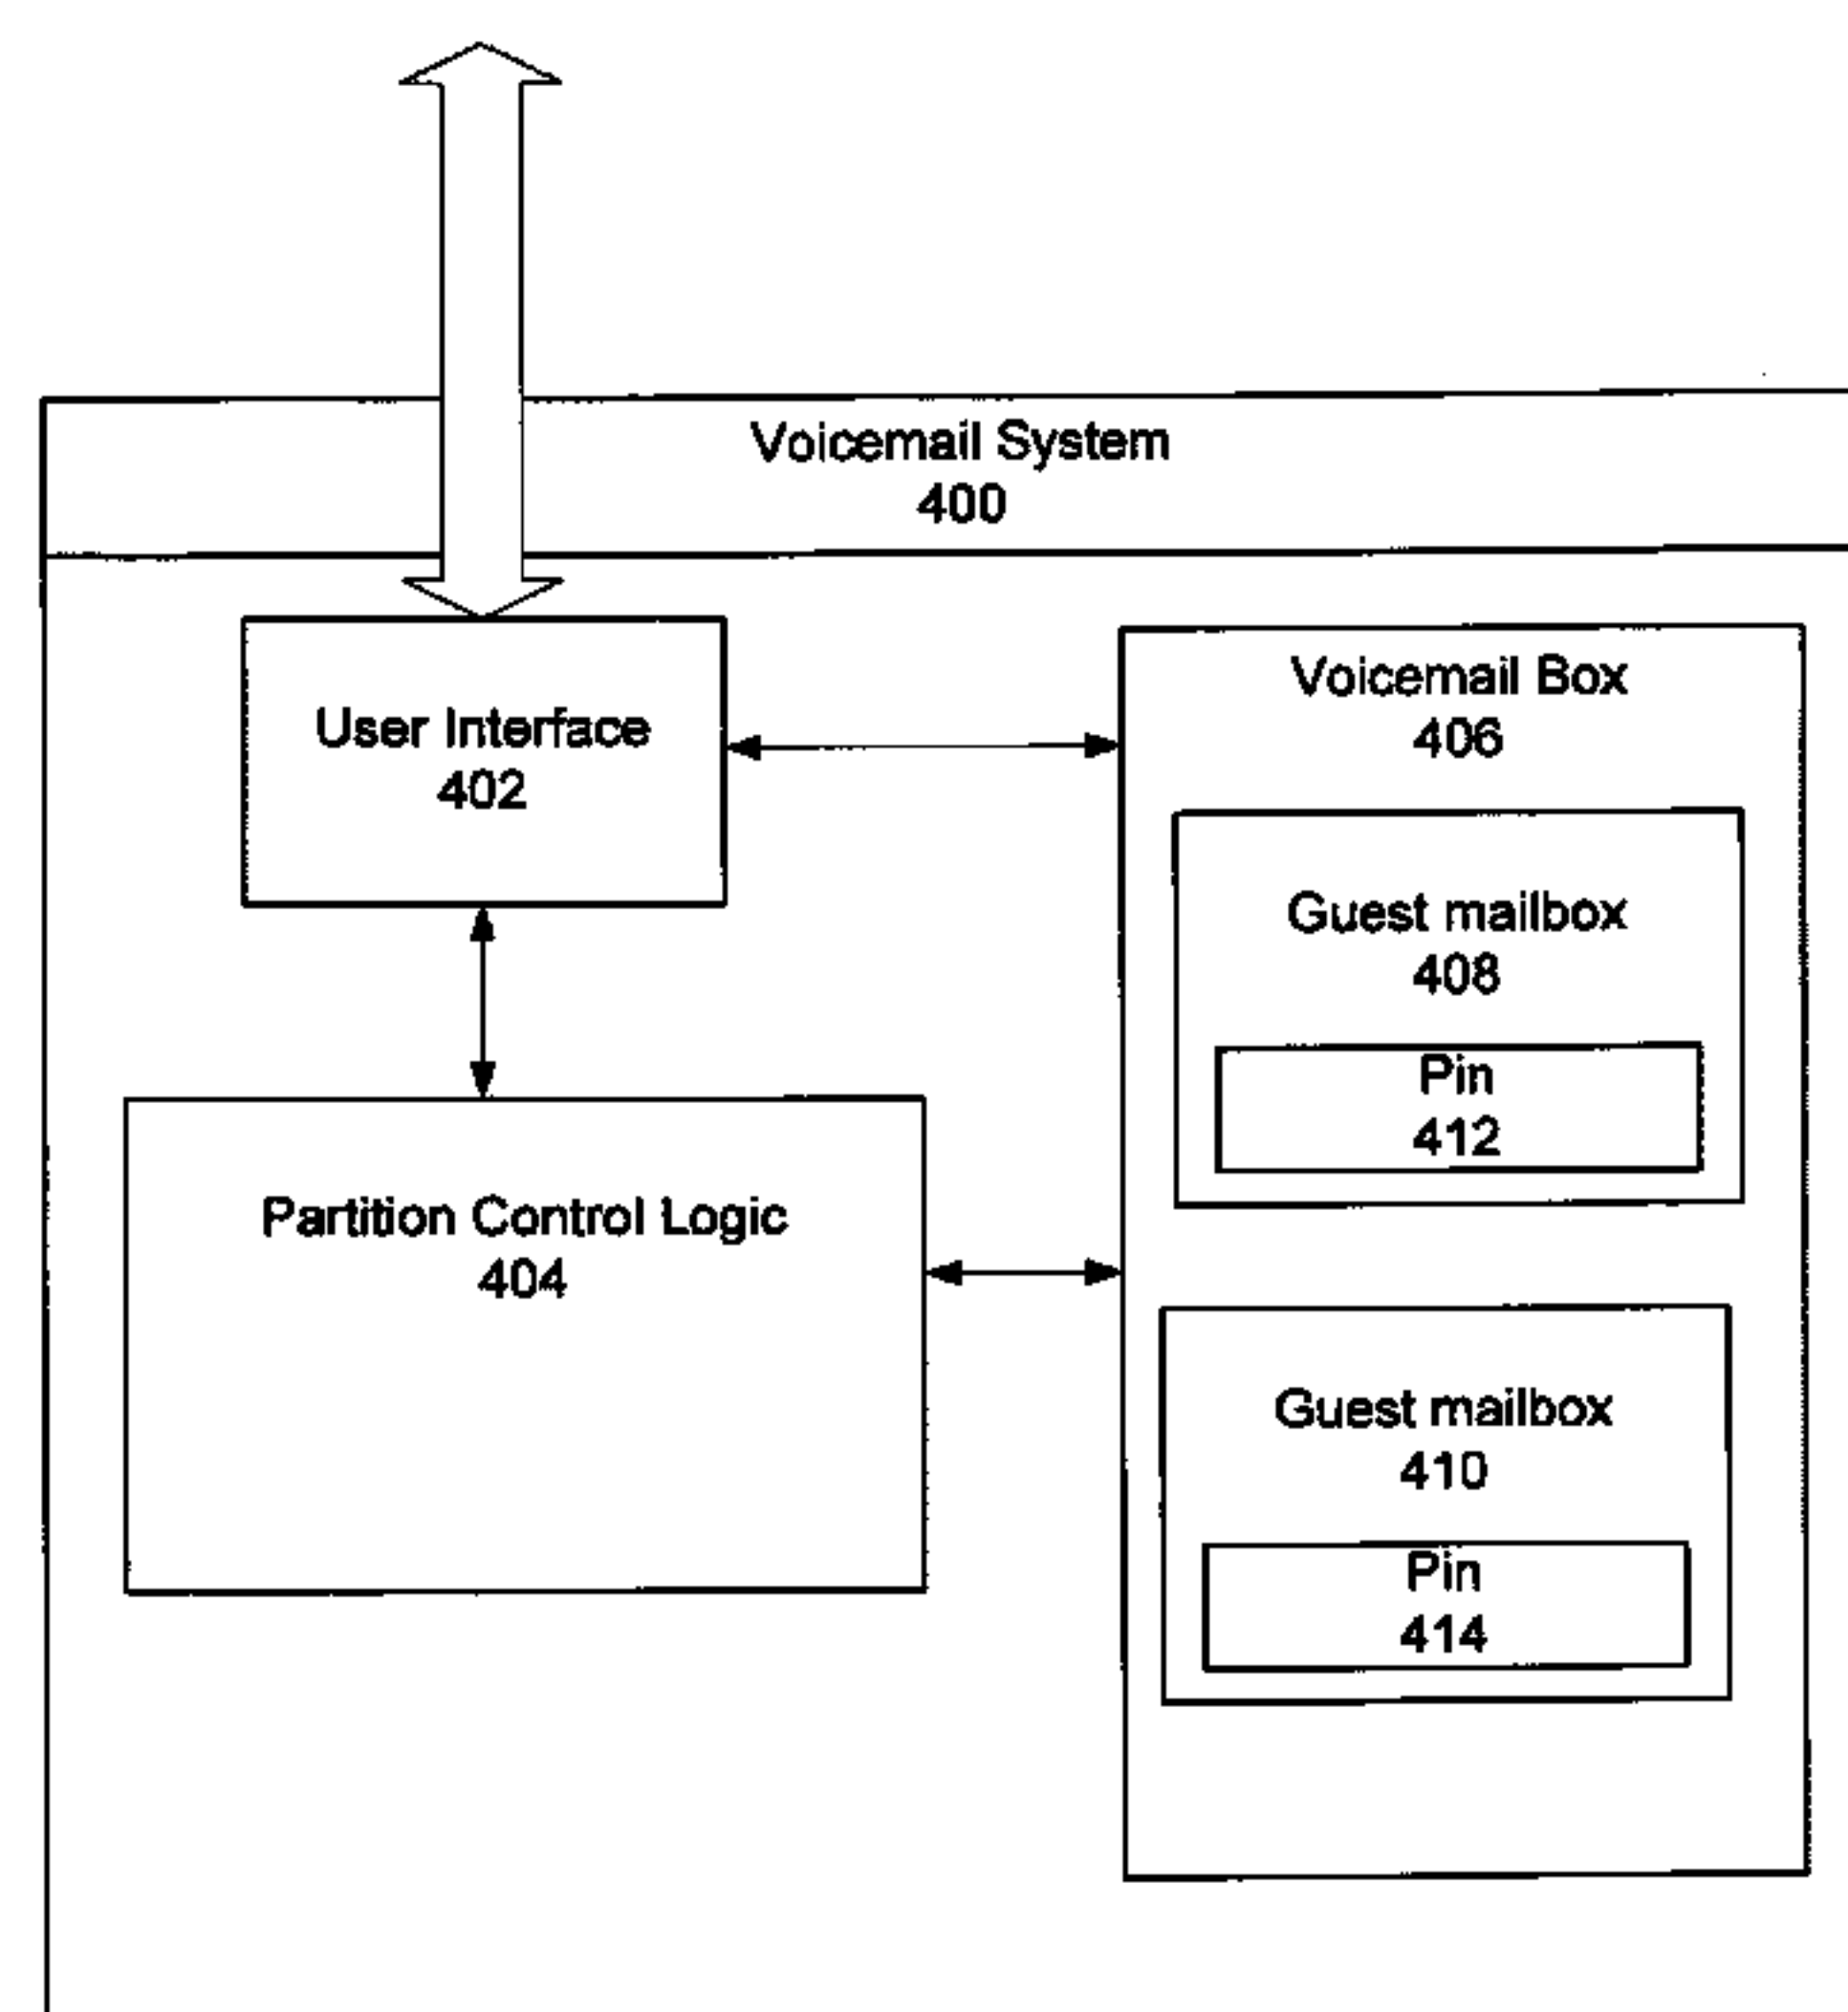 Voicemail System
400
User Interface
402
Voicemail Box
406
Guest mailbox
408
Pin
412
Partition Control Logic
404
Guest mailbox
410
Pin
414